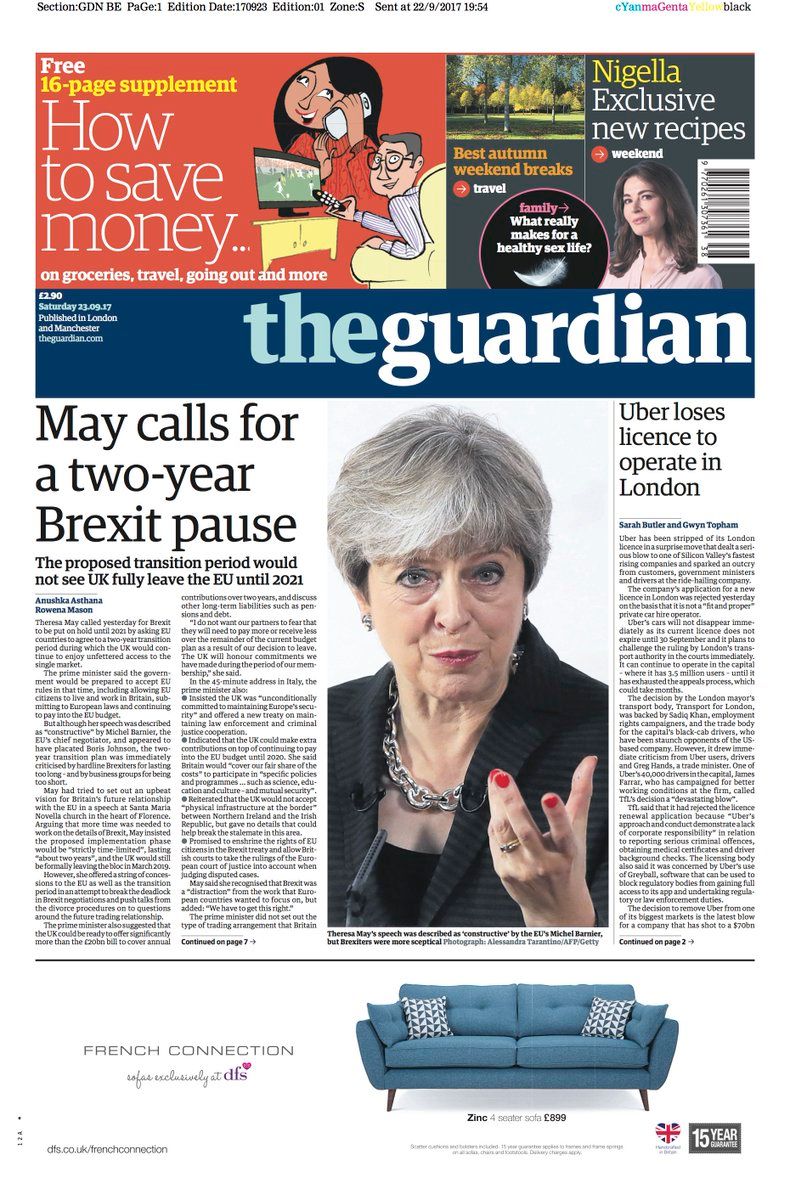 Section:GDN BE PaGe:1 Edition Date:170923 Edition:01 Zone:S Sent at 22/9/2017 19:54
cYanmaGentaYellowblack
Free
16-page supplement
How
to save
money...
on groceries, travel, going out and more
Best autumn
weekend breaks
travel
family
What really
makes for a
healthy sex life?
Nigella
Exclusive
new recipes
weekend
9 770261 307361
38
£2.90
Saturday 23.09.17
Published in London
and Manchester
theguardian.com
theguardian
May calls for
a two-year
Brexit pause
The proposed transition period would
not see UK fully leave the EU until 2021
Anushka Asthana
Rowena Mason
Theresa May called yesterday for Brexit
to be put on hold until 2021 by asking EU
countries to agree to a two-year transition
period during which the UK would con-
tinue to enjoy unfettered access to the
single market.
The prime minister said the govern-
ment would be prepared to accept EU
rules in that time, including allowing EU
citizens to live and work in Britain, sub-
mitting to European laws and continuing
to pay into the EU budget.
But although her speech was described
as “constructive” by Michel Barnier, the
EU’s chief negotiator, and appeared to
have placated Boris Johnson, the two-
year transition plan was immediately
criticised by hardline Brexiters for lasting
too long - and by business groups for being
too short.
May had tried to set out an upbeat
vision for Britain’s future relationship
with the EU in a speech at Santa Maria
Novella church in the heart of Florence.
Arguing that more time was needed to
work on the details of Brexit, May insisted
the proposed implementation phase
would be “strictly time-limited”, lasting
“about two years”, and the UK would still
be formally leaving the bloc in March 2019.
However, she offered a string of conces-
sions to the EU as well as the transition
period in an attempt to break the deadlock
in Brexit negotiations and push talks from
the divorce procedures on to questions
around the future trading relationship.
The prime minister also suggested that
the UK could be ready to offer significantly
more than the £20bn bill to cover annual
contributions over two years, and discuss
other long-term liabilities such as pen-
sions and debt.
“I do not want our partners to fear that
they will need to pay more or receive less
over the remainder of the current budget
plan as a result of our decision to leave.
The UK will honour commitments we
have made during the period of our mem-
bership,” she said.
In the 45-minute address in Italy, the
prime minister also:
● Insisted the UK was “unconditionally
committed to maintaining Europe’s secu-
rity” and offered a new treaty on main-
taining law enforcement and criminal
justice cooperation.
● Indicated that the UK could make extra
contributions on top of continuing to pay
into the EU budget until 2020. She said
Britain would “cover our fair share of the
costs” to participate in “specific policies
and programmes ... such as science, edu-
cation and culture - and mutual security”.
● Reiterated that the UK would not accept
“physical infrastructure at the border”
between Northern Ireland and the Irish
Republic, but gave no details that could
help break the stalemate in this area.
● Promised to enshrine the rights of EU
citizens in the Brexit treaty and allow Brit-
ish courts to take the rulings of the Euro-
pean court of justice into account when
judging disputed cases.
May said she recognised that Brexit was
a “distraction” from the work that Euro-
pean countries wanted to focus on, but
added: “We have to get this right.”
The prime minister did not set out the
type of trading arrangement that Britain
Continued on page 7 →
Theresa May’s speech was described as ‘constructive’ by the EU’s Michel Barnier,
but Brexiters were more sceptical Photograph: Alessandra Tarantino/AFP/Getty
Uber loses
licence to
operate in
London
Sarah Butler and Gwyn Topham
Uber has been stripped of its London
licence in a surprise move that dealt a seri-
ous blow to one of Silicon Valley’s fastest
rising companies and sparked an outcry
from customers, government ministers
and drivers at the ride-hailing company.
The company’s application for a new
licence in London was rejected yesterday
on the basis that it is not a “fit and proper”
private car hire operator.
Uber’s cars will not disappear imme-
diately as its current licence does not
expire until 30 September and it plans to
challenge the ruling by London’s trans-
port authority in the courts immediately.
It can continue to operate in the capital
- where it has 3.5 million users - until it
has exhausted the appeals process, which
could take months.
The decision by the London mayor’s
transport body, Transport for London,
was backed by Sadiq Khan, employment
rights campaigners, and the trade body
for the capital’s black-cab drivers, who
have been staunch opponents of the US-
based company. However, it drew imme-
diate criticism from Uber users, drivers
and Greg Hands, a trade minister. One of
Uber’s 40,000 drivers in the capital, James
Farrar, who has campaigned for better
working conditions at the firm, called
TfL’s decision a “devastating blow”.
TfL said that it had rejected the licence
renewal application because “Uber’s
approach and conduct demonstrate a lack
of corporate responsibility” in relation
to reporting serious criminal offences,
obtaining medical certificates and driver
background checks. The licensing body
also said it was concerned by Uber’s use
of Greyball, software that can be used to
block regulatory bodies from gaining full
access to its app and undertaking regula-
tory or law enforcement duties.
The decision to remove Uber from one
of its biggest markets is the latest blow
for a company that has shot to a $70bn
Continued on page 2 →
FRENCH CONNECTION
sofas exclusively at dfs
Zinc 4 seater sofa £899
dfs.co.uk/frenchconnection
Scatter cushions and bolsters included. 15 year guarantee applies to frames and frame springs
on all sofas, chairs and footstools. Delivery charges apply.
Handcrafted
in Britain
15 YEAR
GUARANTEE
12A